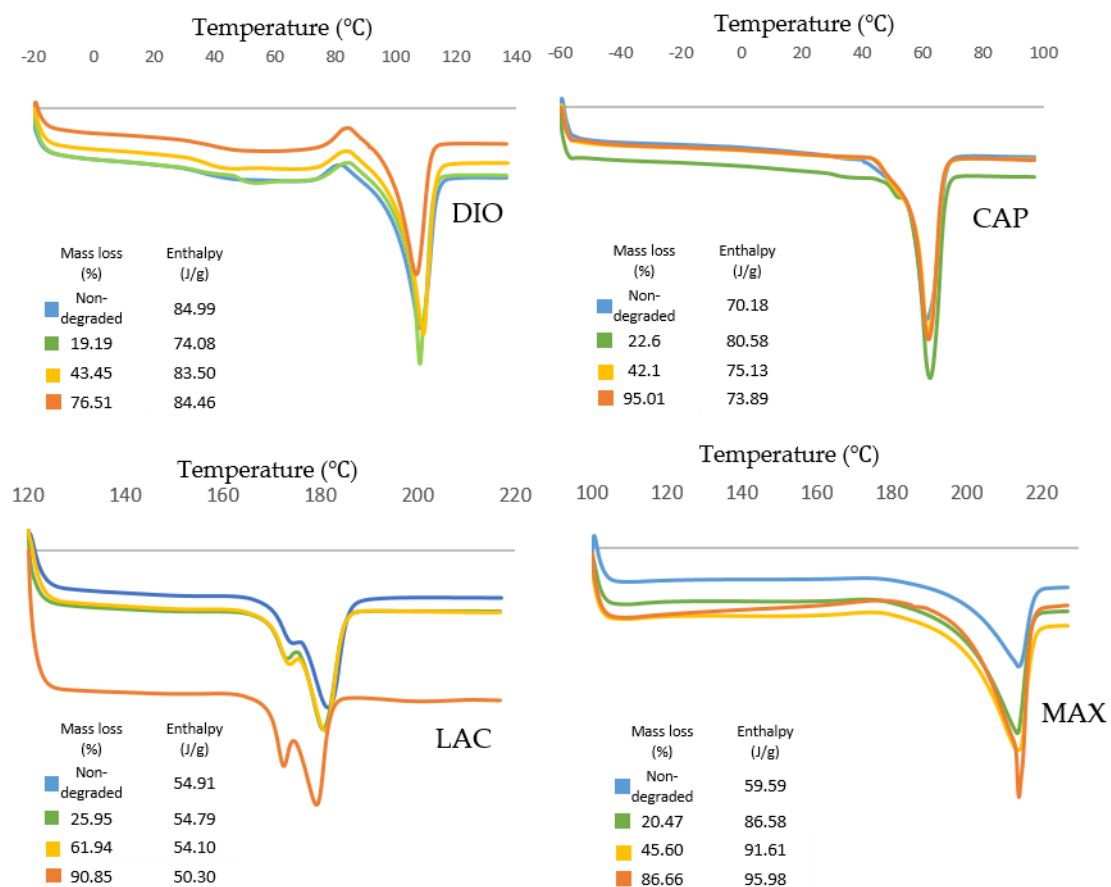 Temperature (°C)
-20 0 20 40 60 80 100 120 140
DIO
Mass loss (%) Enthalpy (J/g)
Non-degraded 84.99
19.19 74.08
43.45 83.50
76.51 84.46
Temperature (°C)
-60 -40 -20 0 20 40 60 80 100
CAP
Mass loss (%) Enthalpy (J/g)
Non-degraded 70.18
22.6 80.58
42.1 75.13
95.01 73.89
Temperature (°C)
120 140 160 180 200 220
LAC
Mass loss (%) Enthalpy (J/g)
Non-degraded 54.91
25.95 54.79
61.94 54.10
90.85 50.30
Temperature (°C)
100 120 140 160 180 200 220
MAX
Mass loss (%) Enthalpy (J/g)
Non-degraded 59.59
20.47 86.58
45.60 91.61
86.66 95.98